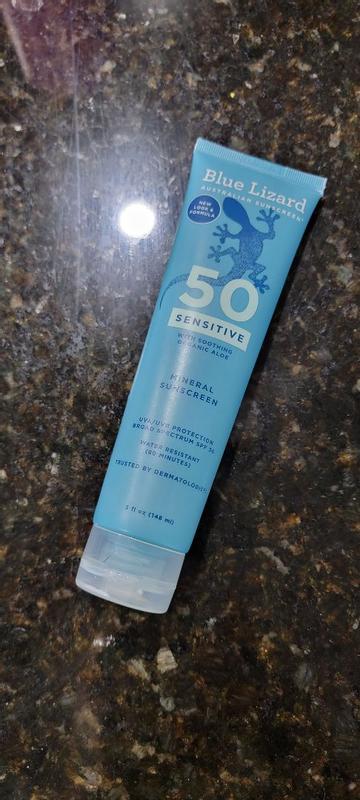 Blue Lizard
AUSTRALIAN SUNSCREEN
NEW
LOOK &
FORMULA
50
SENSITIVE
WITH SOOTHING
ORGANIC ALOE
MINERAL
SUNSCREEN
UVA/UVB PROTECTION
BROAD SPECTRUM SPF 50
WATER RESISTANT
(80 MINUTES)
TRUSTED BY DERMATOLOGISTS
5 fl oz (148 ml)